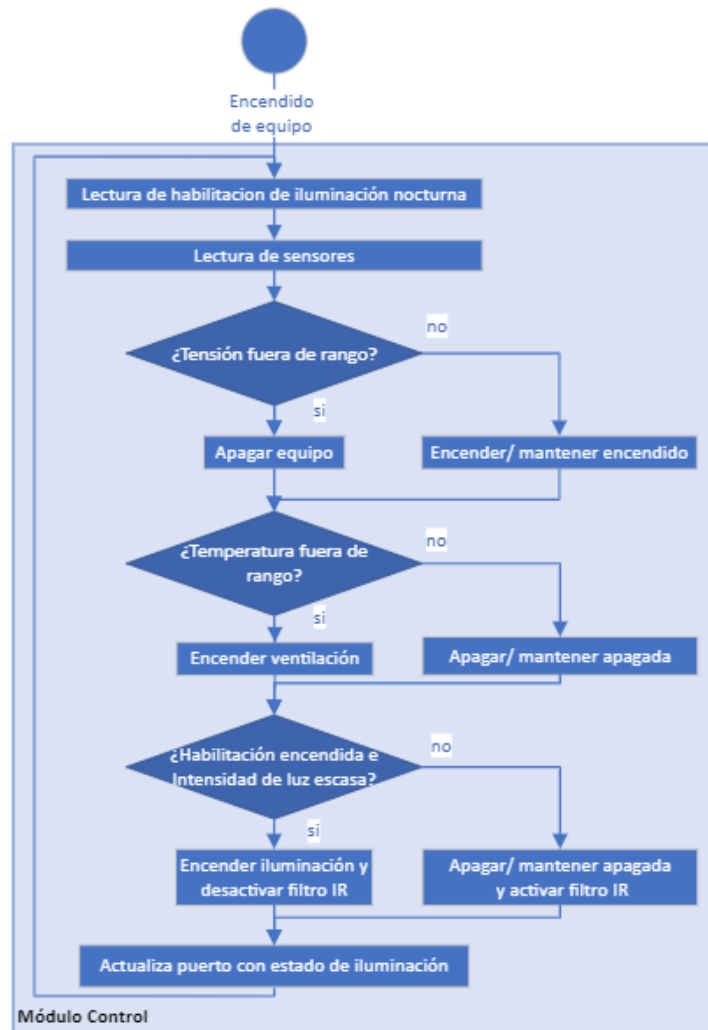 Encendido
de equipo
Lectura de habilitacion de iluminación nocturna
Lectura de sensores
¿Tensión fuera de rango?
no
si
Apagar equipo
Encender/ mantener encendido
¿Temperatura fuera de
rango?
no
si
Encender ventilación
Apagar/ mantener apagada
¿Habilitación encendida e
Intensidad de luz escasa?
no
si
Encender iluminación y
desactivar filtro IR
Apagar/ mantener apagada
y activar filtro IR
Actualiza puerto con estado de iluminación
Módulo Control